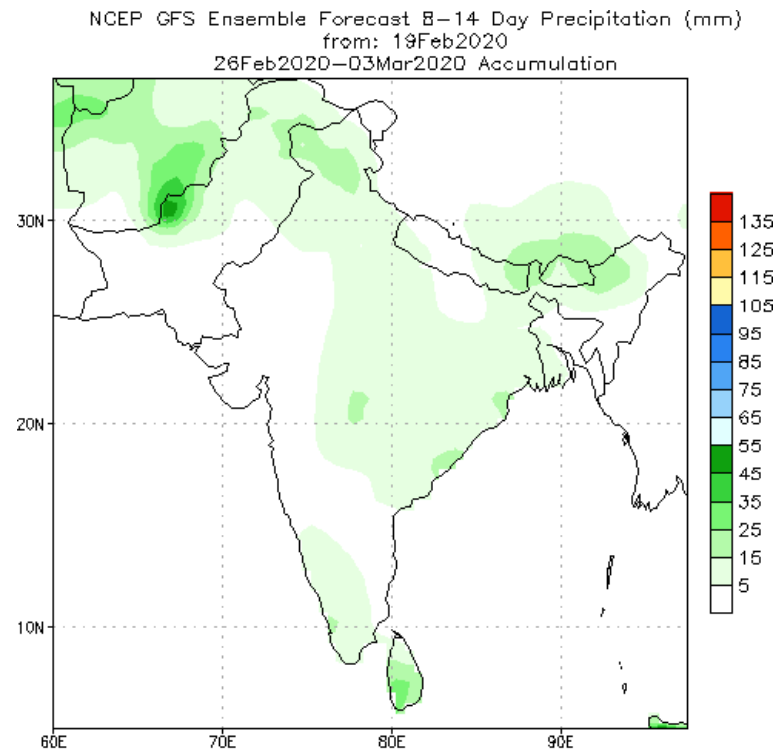 NCEP GFS Ensemble Forecast 8-14 Day Precipitation (mm)
from: 19Feb2020
26Feb2020-03Mar2020 Accumulation
135
125
115
105
95
85
75
65
55
45
35
25
15
5
30N
20N
10N
60E 70E 80E 90E